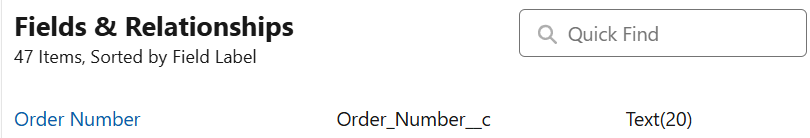 Fields & Relationships
47 Items, Sorted by Field Label
Quick Find
Order Number Order_Number__c Text(20)